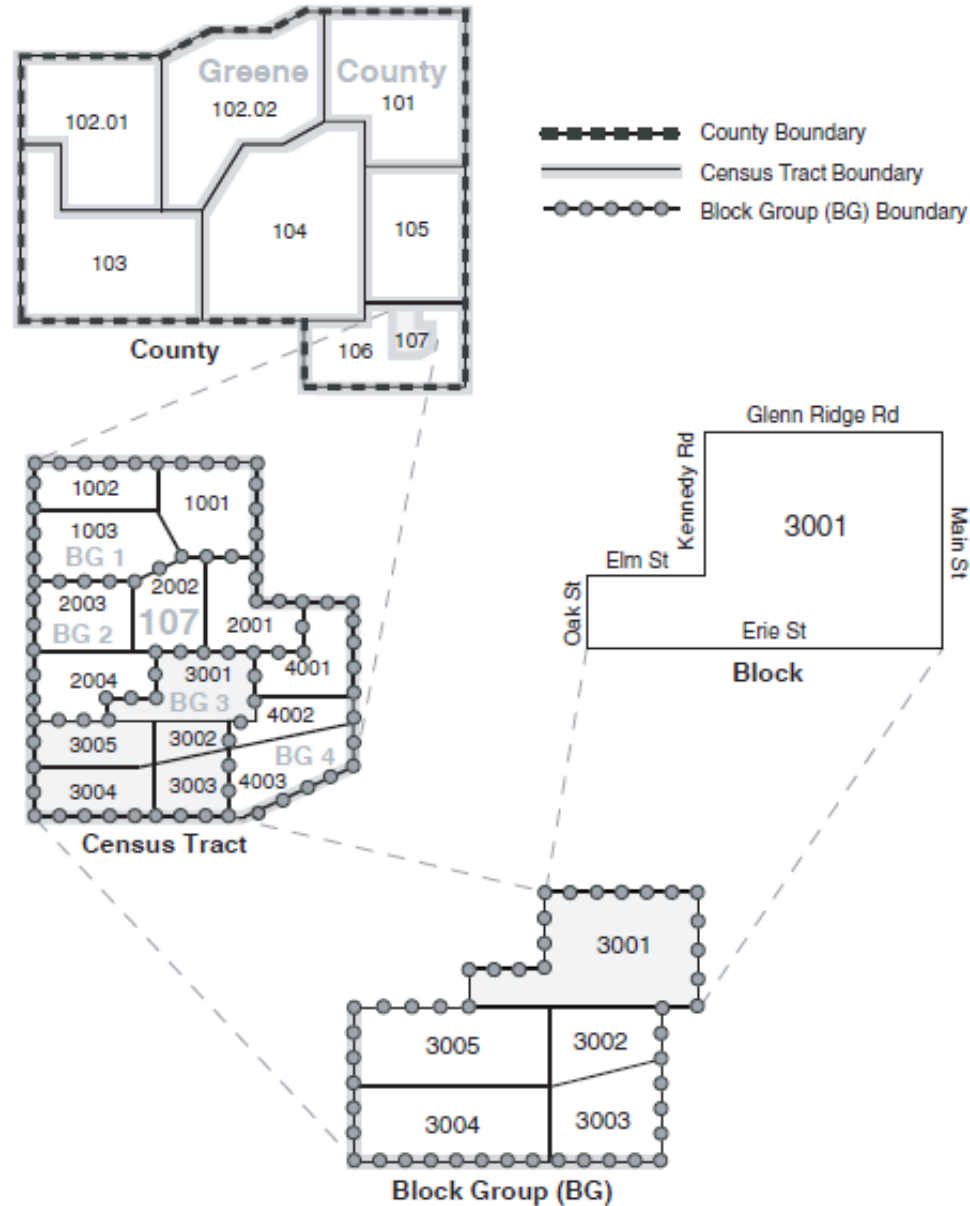 Greene County
102.01
102.02
101
103
104
105
106
107
County
County Boundary
Census Tract Boundary
Block Group (BG) Boundary
1002
1001
1003
BG 1
2002
2003
107
BG 2
2001
3001
4001
2004
BG 3
4002
3005
3002
BG 4
3004
3003
4003
Census Tract
Glenn Ridge Rd
Kennedy Rd
3001
Main St
Elm St
Oak St
Erie St
Block
3001
3005
3002
3004
3003
Block Group (BG)